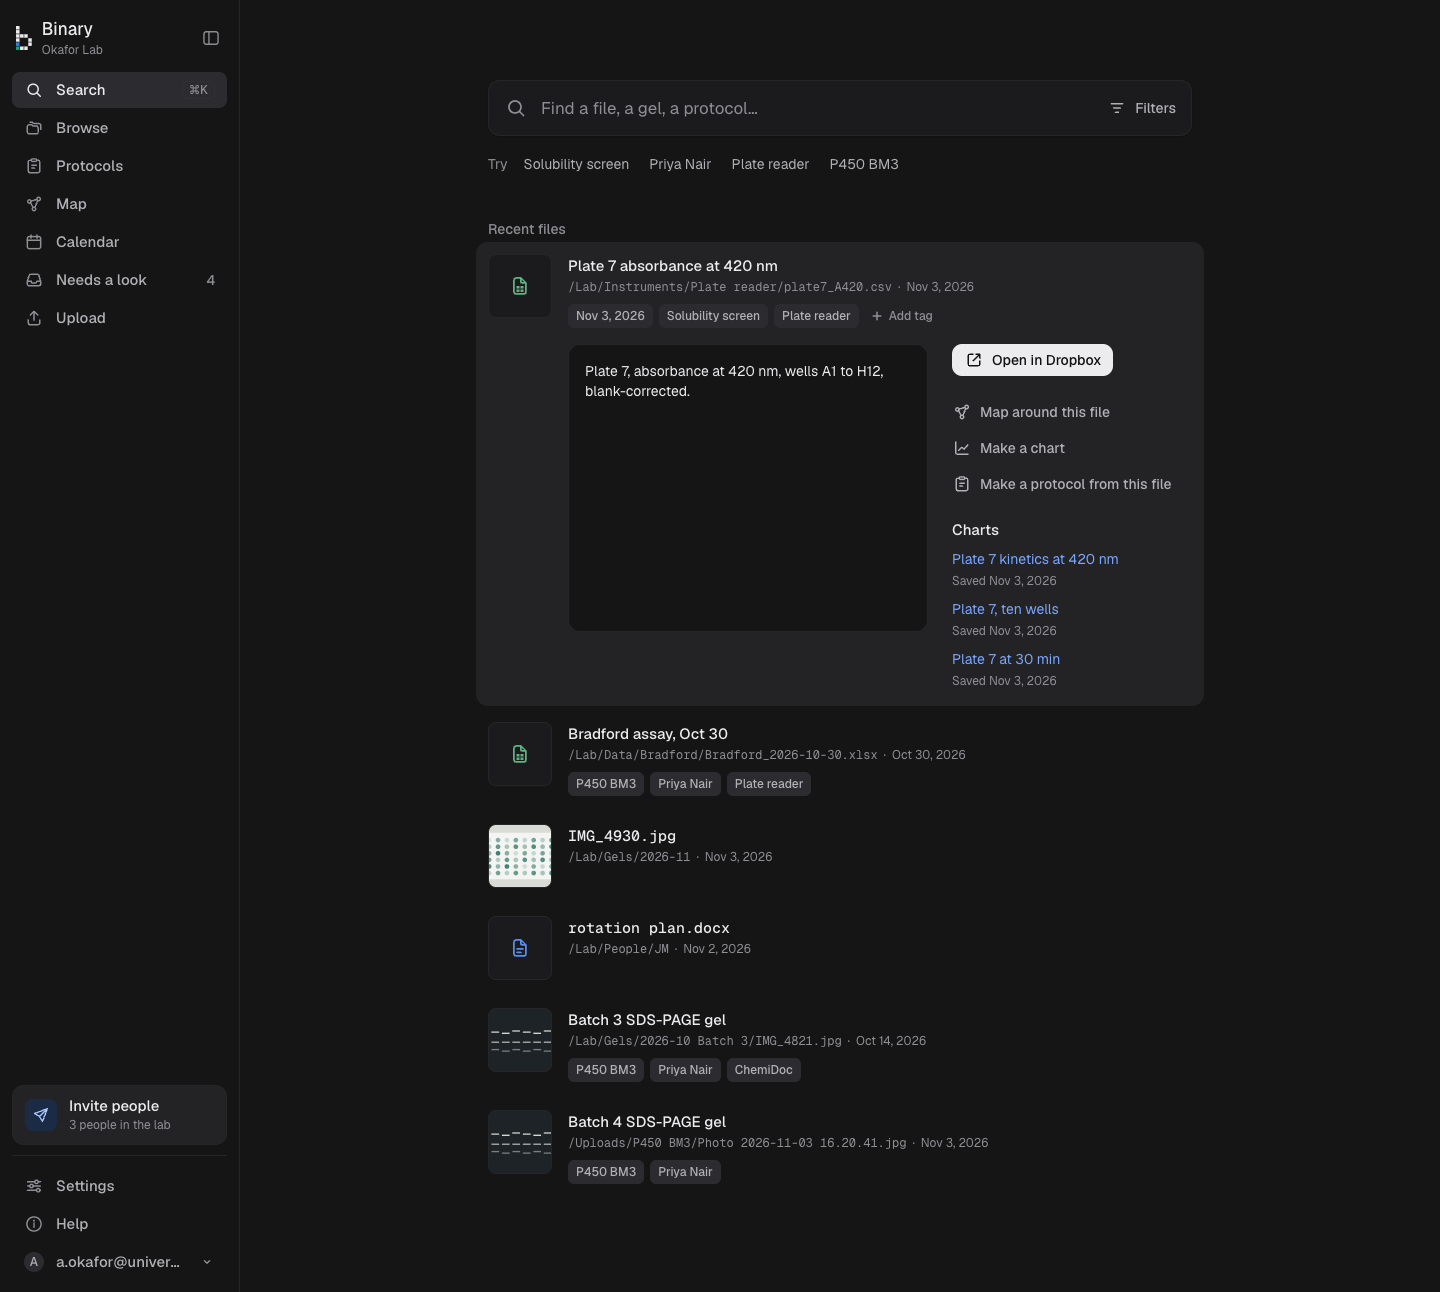 Binary
Okafor Lab
Search ⌘K
Browse
Protocols
Map
Calendar
Needs a look 4
Upload
Invite people
3 people in the lab
Settings
Help
A a.okafor@univer...
Find a file, a gel, a protocol...
Filters
Try Solubility screen Priya Nair Plate reader P450 BM3
Recent files
Plate 7 absorbance at 420 nm
/Lab/Instruments/Plate reader/plate7_A420.csv · Nov 3, 2026
Nov 3, 2026 Solubility screen Plate reader + Add tag
Plate 7, absorbance at 420 nm, wells A1 to H12,
blank-corrected.
Open in Dropbox
Map around this file
Make a chart
Make a protocol from this file
Charts
Plate 7 kinetics at 420 nm
Saved Nov 3, 2026
Plate 7, ten wells
Saved Nov 3, 2026
Plate 7 at 30 min
Saved Nov 3, 2026
Bradford assay, Oct 30
/Lab/Data/Bradford/Bradford_2026-10-30.xlsx · Oct 30, 2026
P450 BM3 Priya Nair Plate reader
IMG_4930.jpg
/Lab/Gels/2026-11 · Nov 3, 2026
rotation plan.docx
/Lab/People/JM · Nov 2, 2026
Batch 3 SDS-PAGE gel
/Lab/Gels/2026-10 Batch 3/IMG_4821.jpg · Oct 14, 2026
P450 BM3 Priya Nair ChemiDoc
Batch 4 SDS-PAGE gel
/Uploads/P450 BM3/Photo 2026-11-03 16.20.41.jpg · Nov 3, 2026
P450 BM3 Priya Nair